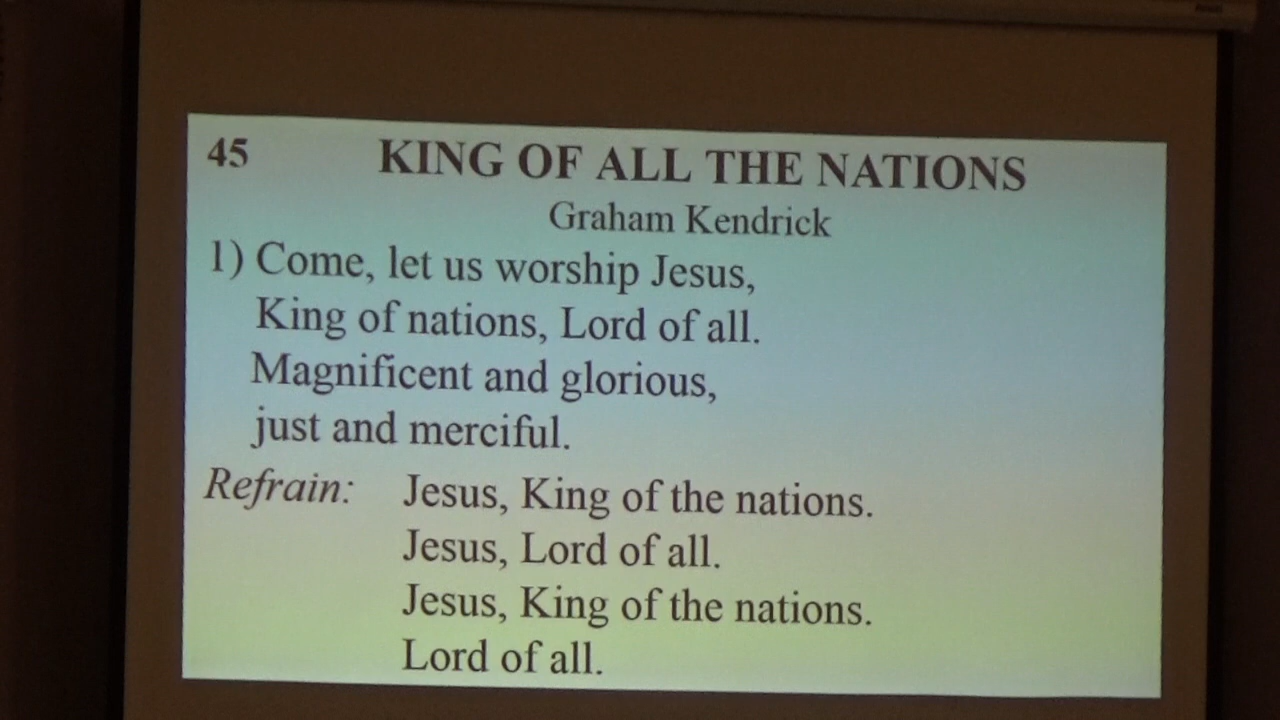 45 KING OF ALL THE NATIONS
Graham Kendrick
1) Come, let us worship Jesus,
King of nations, Lord of all.
Magnificent and glorious,
just and merciful.
Refrain: Jesus, King of the nations.
Jesus, Lord of all.
Jesus, King of the nations.
Lord of all.